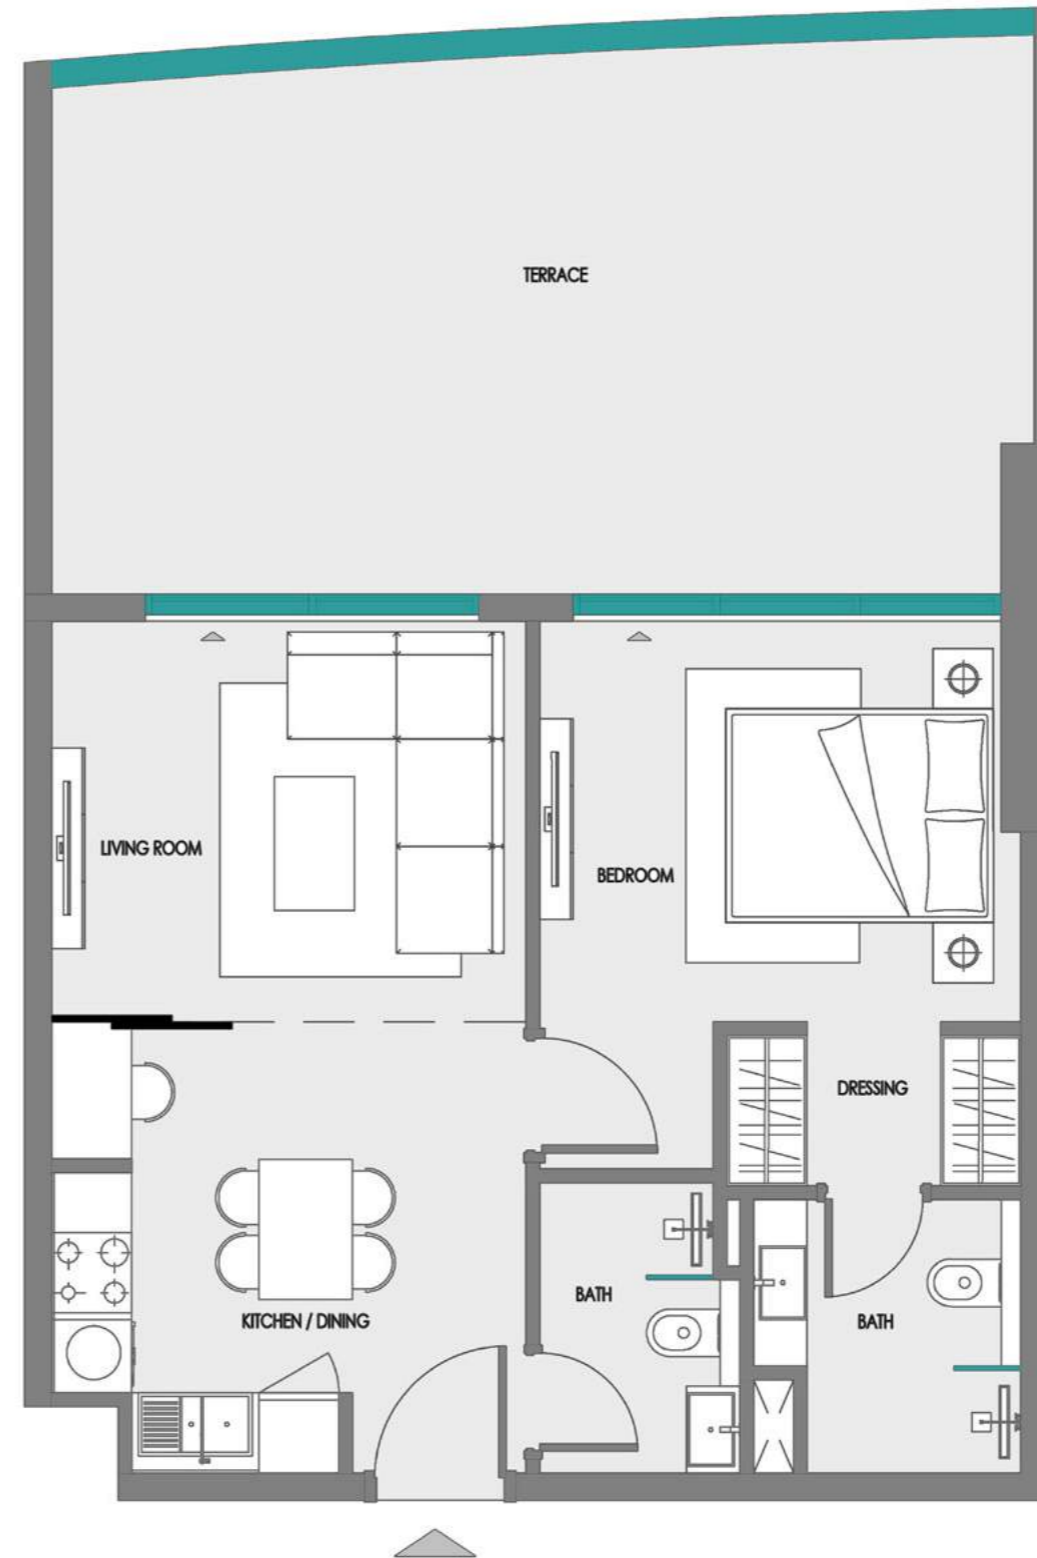 TERRACE
LIVING ROOM
BEDROOM
DRESSING
BATH
KITCHEN / DINING
BATH